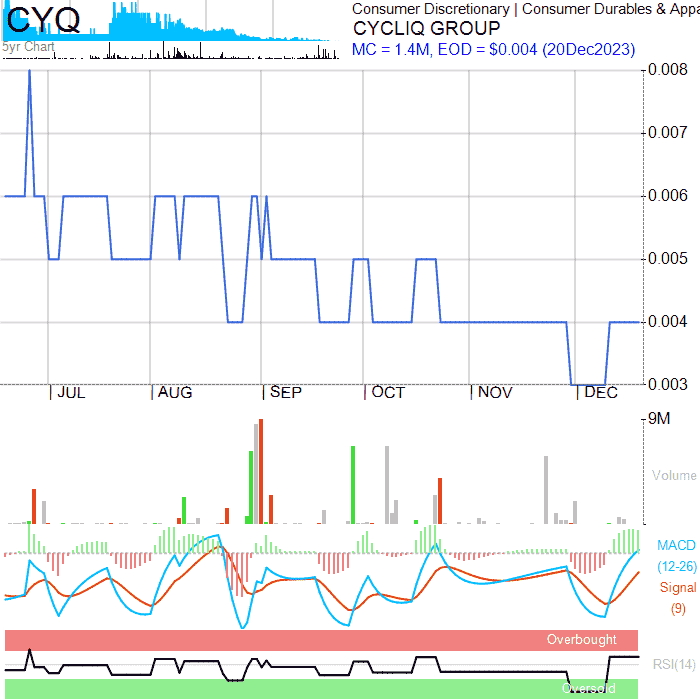 CYQ
5yr Chart
Consumer Discretionary | Consumer Durables & Appa
CYCLIQ GROUP
MC = 1.4M, EOD = $0.004 (20Dec2023)
0.008
0.007
0.006
0.005
0.004
0.003
JUL AUG SEP OCT NOV DEC
9M
Volume
MACD
(12-26)
Signal
(9)
Overbought
RSI(14)
Oversold